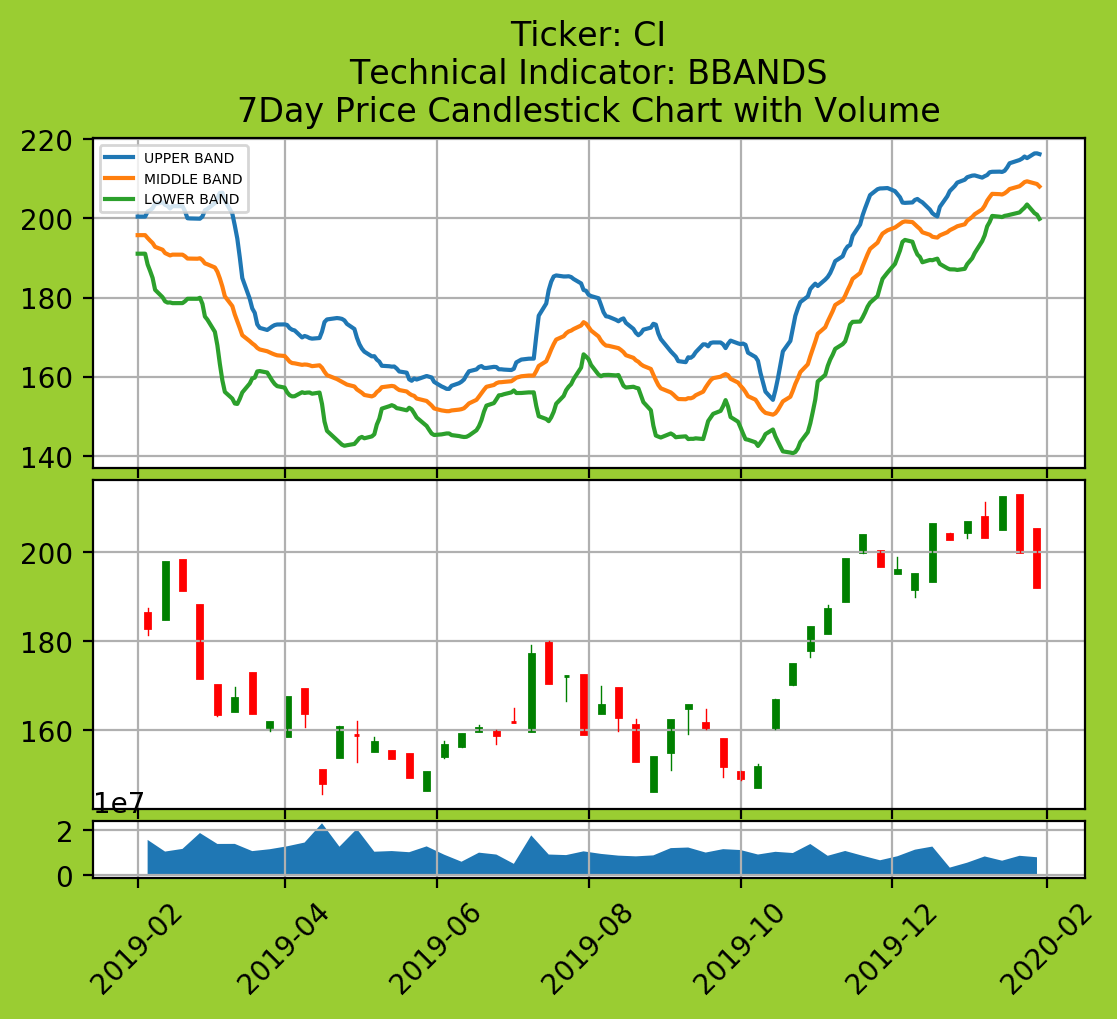 Ticker: CI
Technical Indicator: BBANDS
7Day Price Candlestick Chart with Volume
220
UPPER BAND
MIDDLE BAND
LOWER BAND
200
180
160
140
200
180
160
1e7
2
0
2019-02
2019-04
2019-06
2019-08
2019-10
2019-12
2020-02